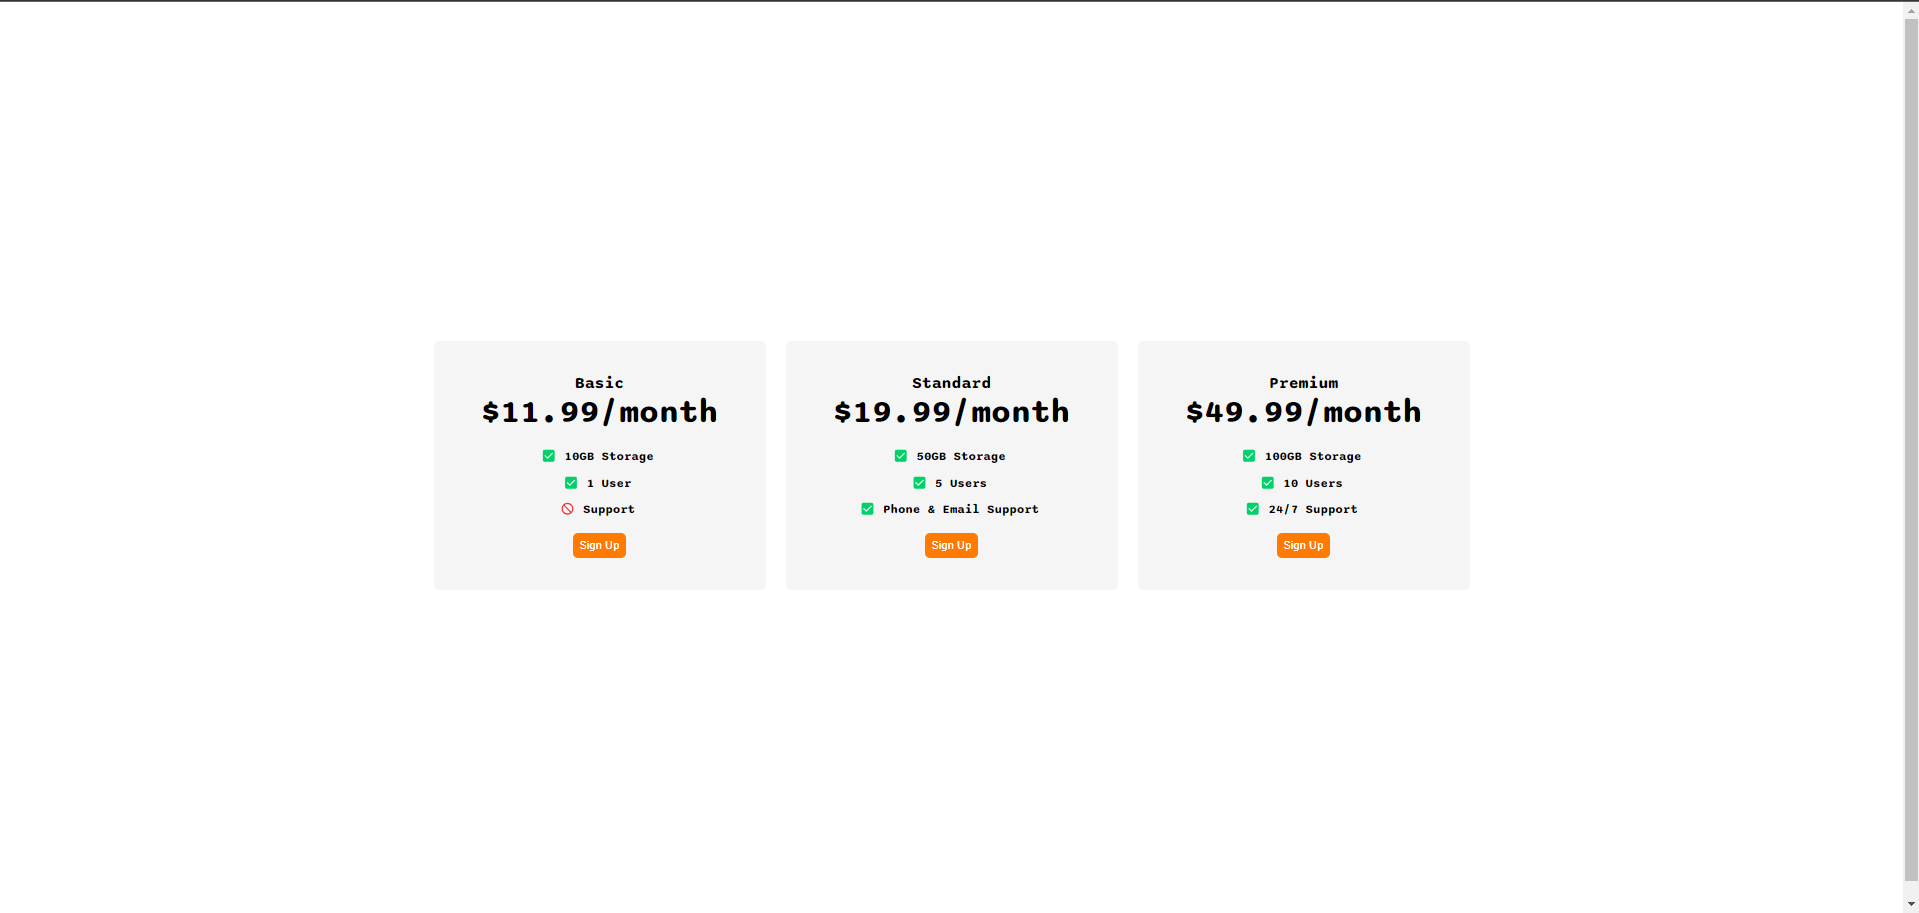 Basic
$11.99/month
10GB Storage
1 User
Support
Sign Up
Standard
$19.99/month
50GB Storage
5 Users
Phone & Email Support
Sign Up
Premium
$49.99/month
100GB Storage
10 Users
24/7 Support
Sign Up